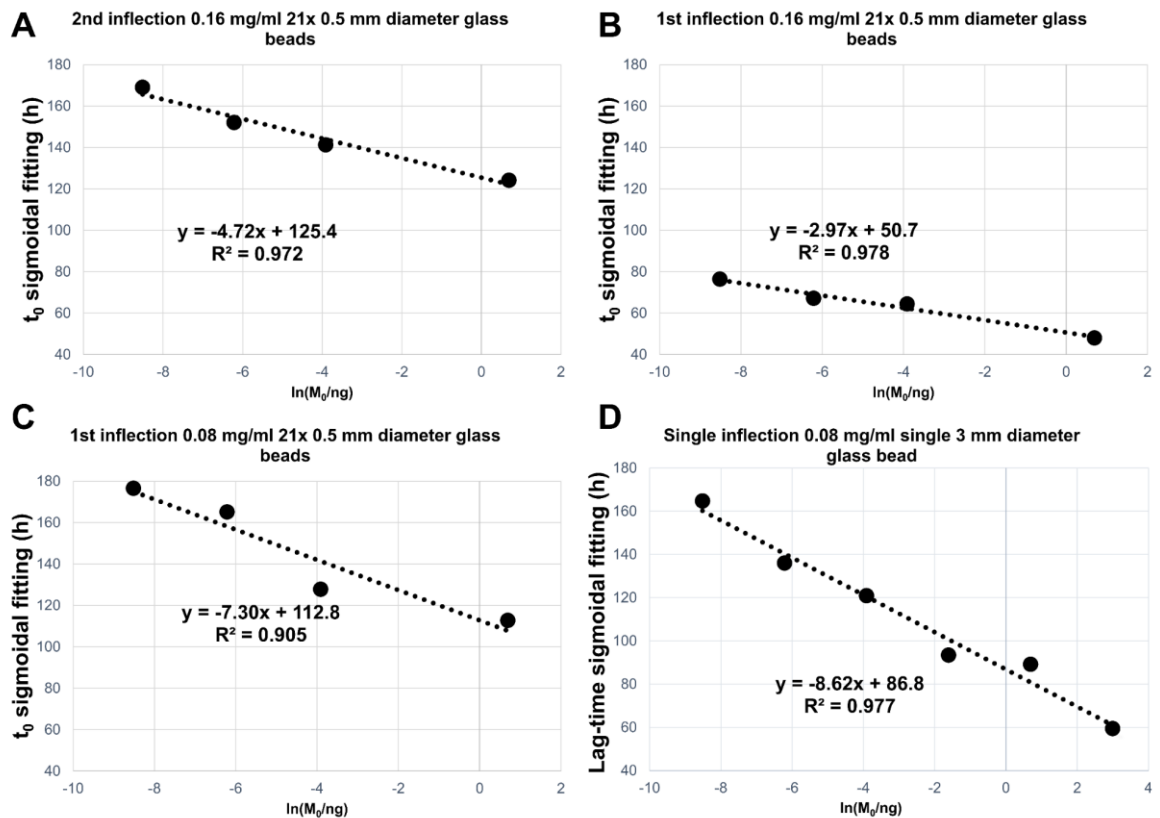 A
2nd inflection 0.16 mg/ml 21x 0.5 mm diameter glass
beads
t₀ sigmoidal fitting (h)
180
160
140
120
100
80
60
40
y = -4.72x + 125.4
R² = 0.972
-10 -8 -6 -4 -2 0 2
ln(M₀/ng)
B
1st inflection 0.16 mg/ml 21x 0.5 mm diameter glass
beads
t₀ sigmoidal fitting (h)
180
160
140
120
100
80
60
40
y = -2.97x + 50.7
R² = 0.978
-10 -8 -6 -4 -2 0 2
ln(M₀/ng)
C
1st inflection 0.08 mg/ml 21x 0.5 mm diameter glass
beads
t₀ sigmoidal fitting (h)
180
160
140
120
100
80
60
40
y = -7.30x + 112.8
R² = 0.905
-10 -8 -6 -4 -2 0 2
ln(M₀/ng)
D
Single inflection 0.08 mg/ml single 3 mm diameter
glass bead
Lag-time sigmoidal fitting (h)
180
160
140
120
100
80
60
40
y = -8.62x + 86.8
R² = 0.977
-10 -8 -6 -4 -2 0 2 4
ln(M₀/ng)